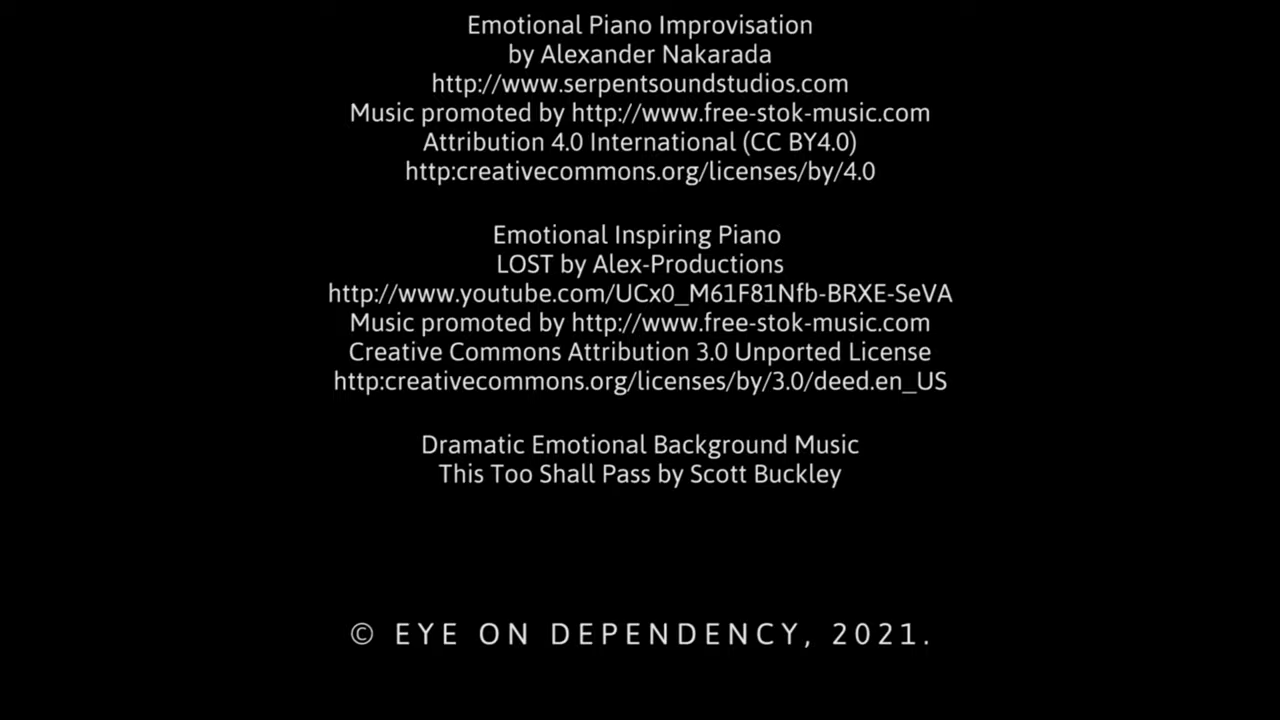 Emotional Piano Improvisation
by Alexander Nakarada
http://www.serpentsoundstudios.com
Music promoted by http://www.free-stok-music.com
Attribution 4.0 International (CC BY4.0)
http:creativecommons.org/licenses/by/4.0
Emotional Inspiring Piano
LOST by Alex-Productions
http://www.youtube.com/UCx0_M61F81Nfb-BRXE-SeVA
Music promoted by http://www.free-stok-music.com
Creative Commons Attribution 3.0 Unported License
http:creativecommons.org/licenses/by/3.0/deed.en_US
Dramatic Emotional Background Music
This Too Shall Pass by Scott Buckley
© EYE ON DEPENDENCY, 2021.